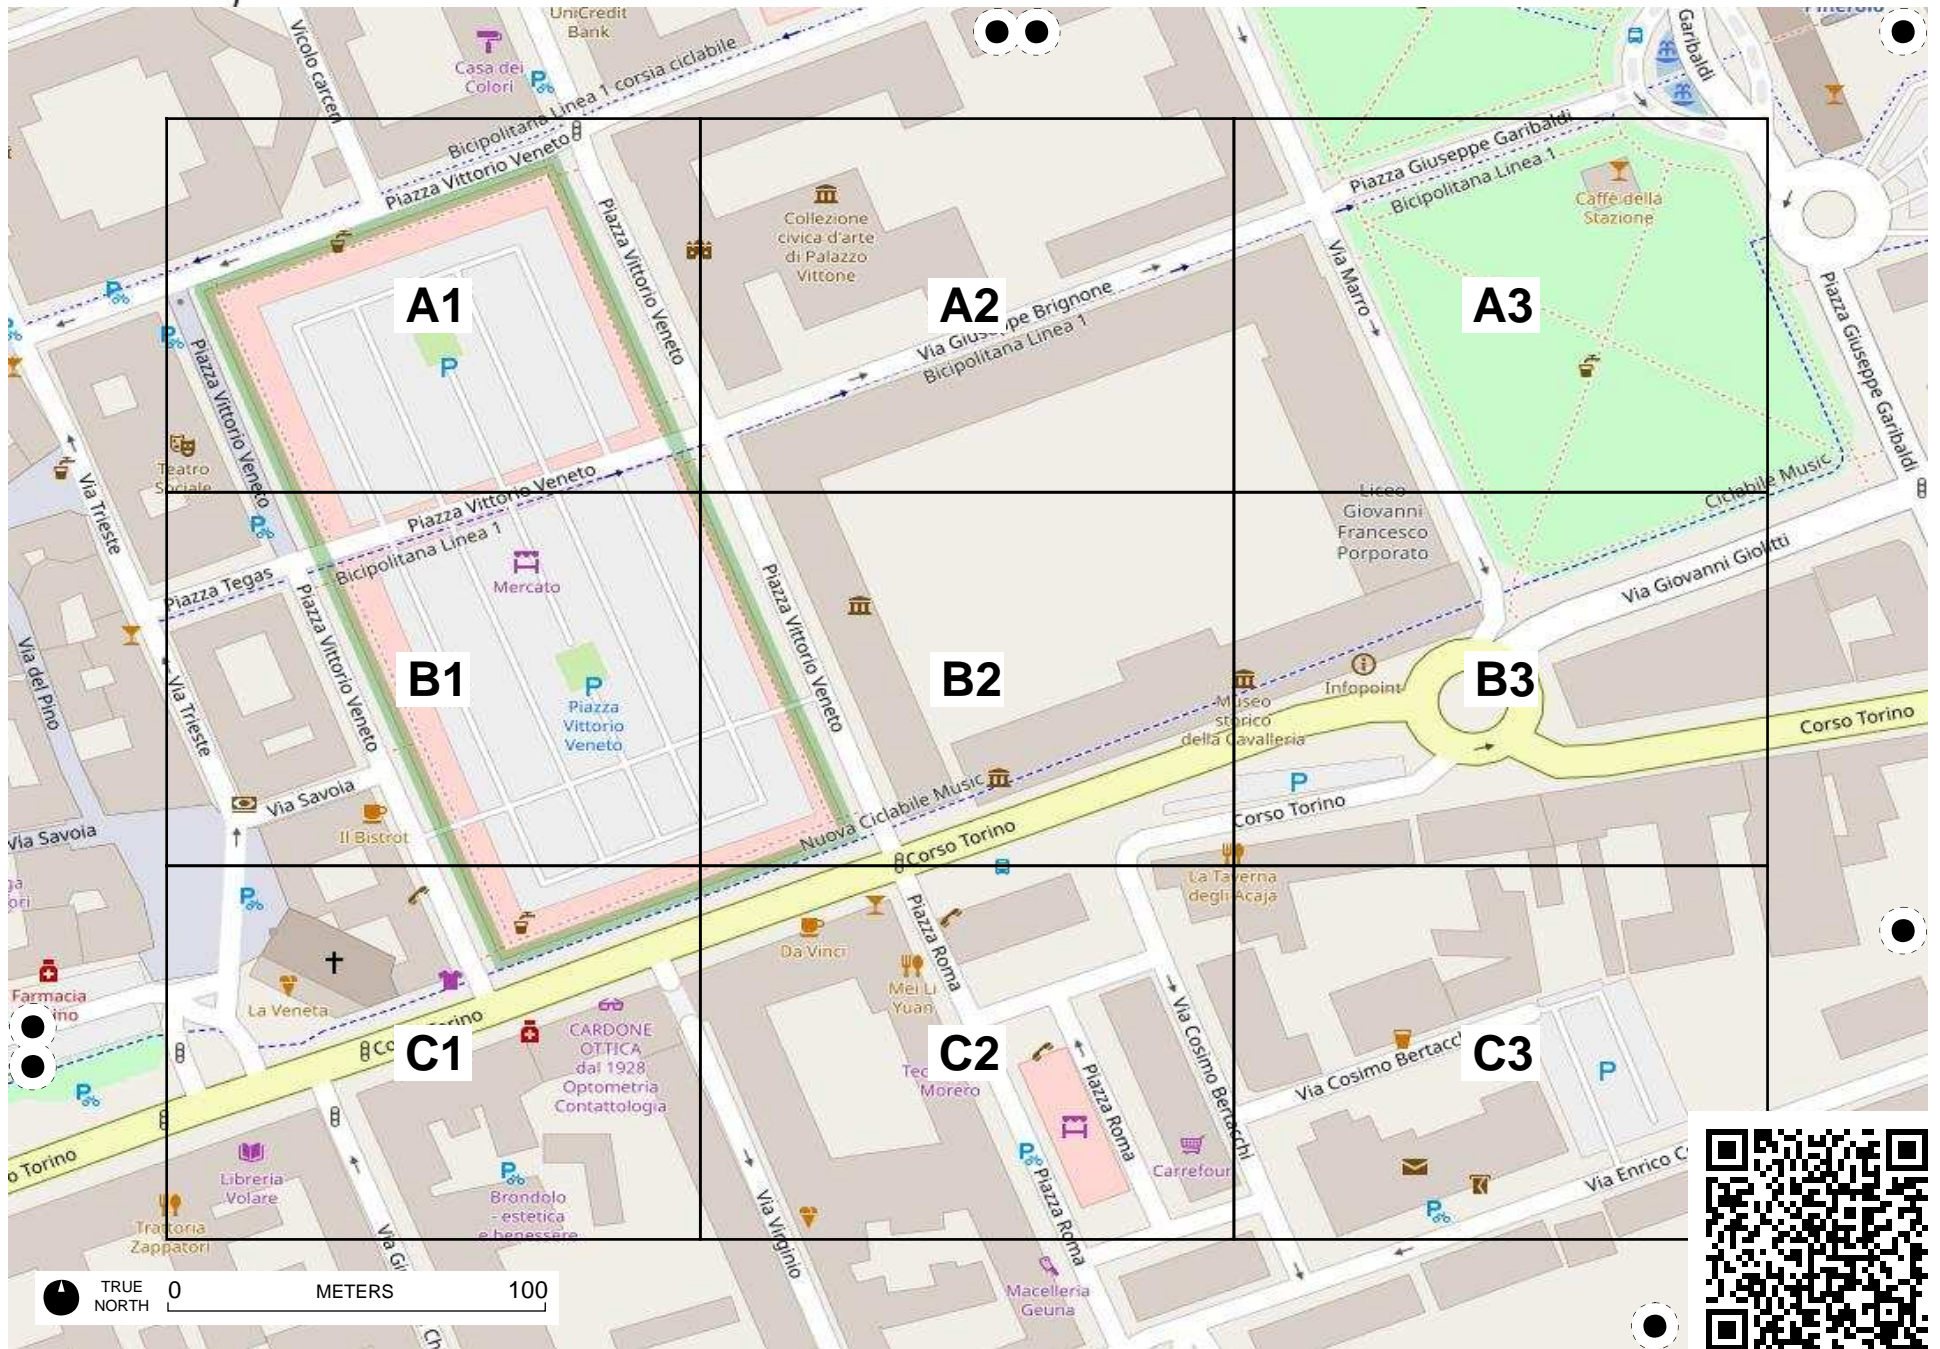 UniCredit
Bank
Vicolo carceri
Casa dei
Colori
Bicipolitana Linea 1 corsia ciclabile
Piazza Vittorio Veneto
Garibaldi
Piazza Giuseppe Garibaldi
Bicipolitana Linea 1
Caffè della
Stazione
Collezione
civica d'arte
di Palazzo
Vittone
Piazza Vittorio Veneto
Via Marro
Piazza Giuseppe Garibaldi
A1
A2
A3
P
Via Giuseppe Brignone
Bicipolitana Linea 1
Piazza Vittorio Veneto
Teatro
Sociale
Via Trieste
Piazza Vittorio Veneto
Bicipolitana Linea 1
Ciclabile Music
Liceo
Giovanni
Francesco
Porporato
Via Giovanni Giolitti
Mercato
Piazza Tegas
Piazza Vittorio Veneto
Piazza Vittorio Veneto
Via del Pino
Via Trieste
B1
B2
B3
P
Piazza
Vittorio
Veneto
Infopoint
Museo
storico
della Cavalleria
Corso Torino
P
Corso Torino
Nuova Ciclabile Music
Corso Torino
Via Savoia
Il Bistrot
Via Savoia
La Taverna
degli Acaja
Da Vinci
Piazza Roma
Mei Li
Yuan
Farmacia
La Veneta
C1
C2
C3
CARDONE
OTTICA
dal 1928
Optometria
Contattologia
Morero
Via Cosimo Bertacchi
Piazza Roma
Via Cosimo Bertacc
P
Carrefour
Via Enrico C
o Torino
Libreria
Volare
Trattoria
Zappatori
Brondolo
- estetica
e benessere
Via Virginio
Piazza Roma
Macelleria
Geuna
TRUE
NORTH
0
METERS
100